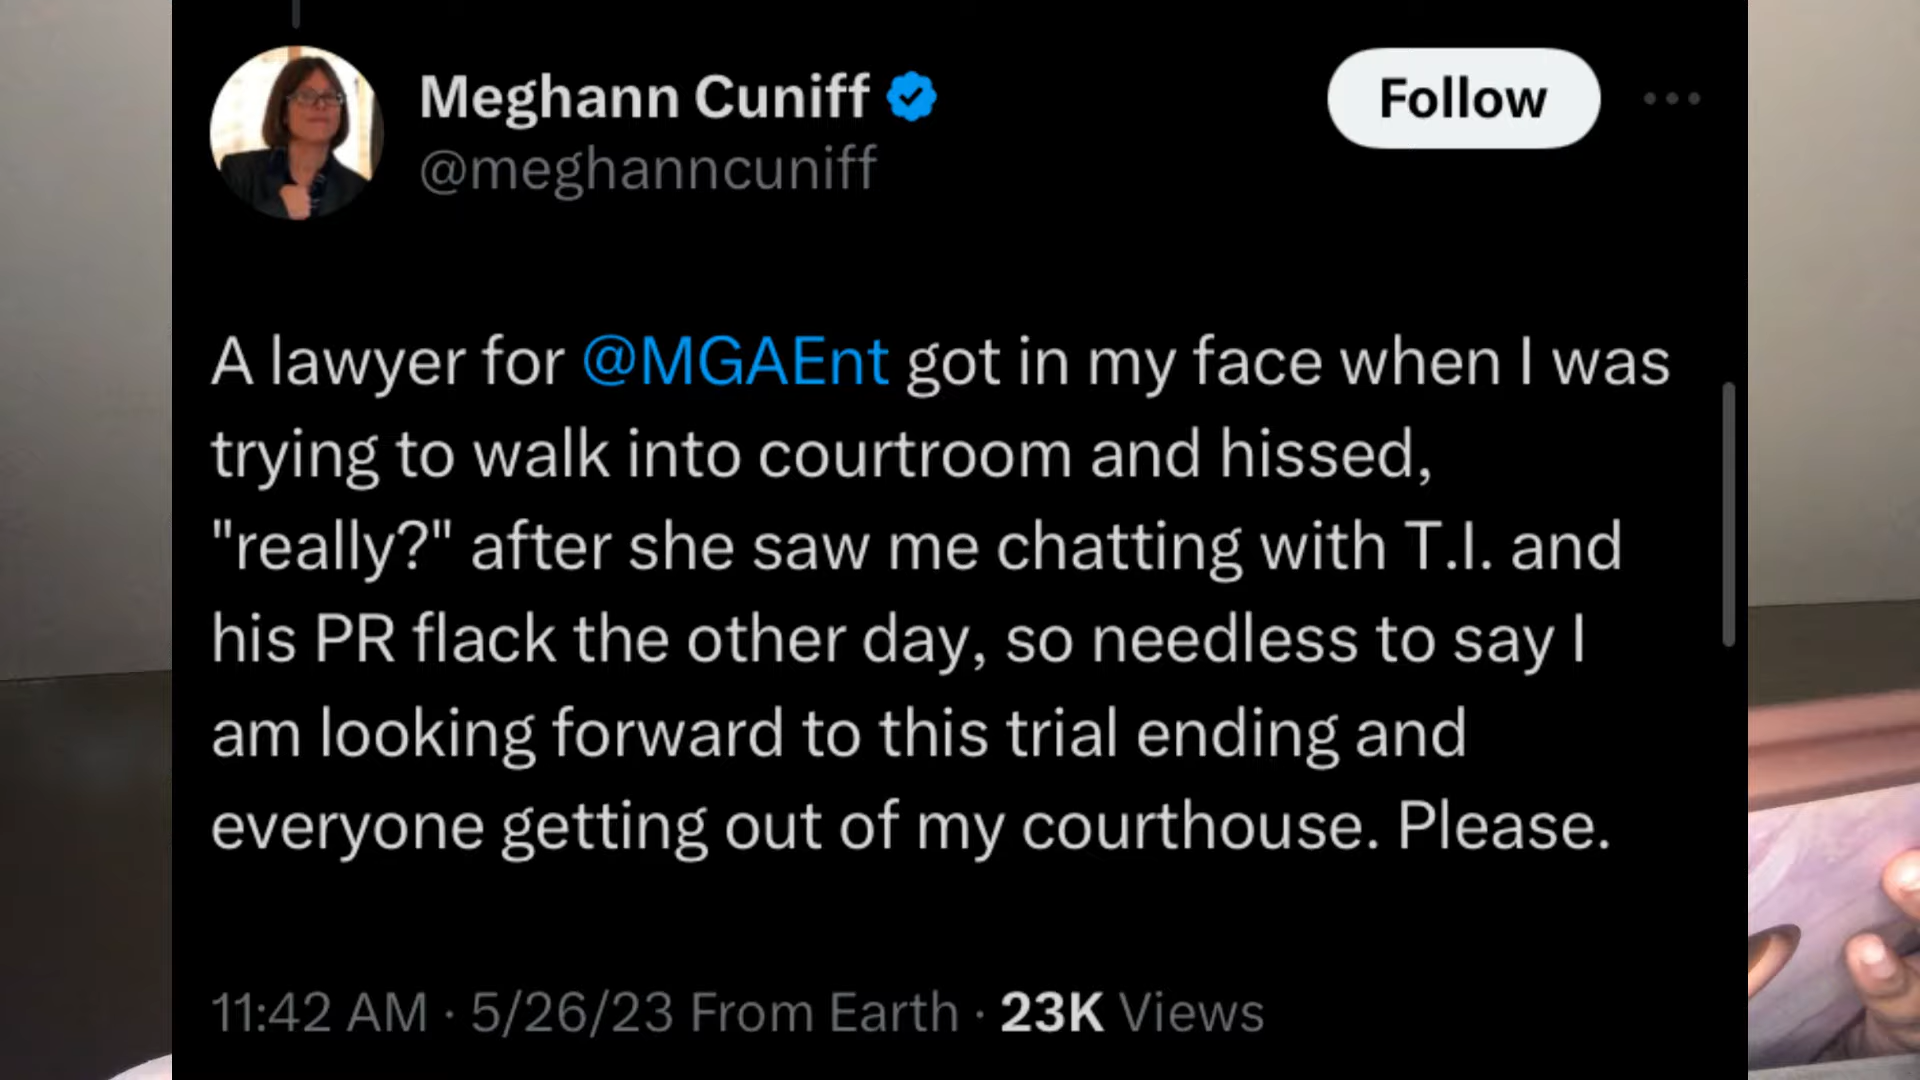 Meghann Cuniff
Follow
@meghanncuniff
A lawyer for @MGAEnt got in my face when I was
trying to walk into courtroom and hissed,
"really?" after she saw me chatting with T.I. and
his PR flack the other day, so needless to say I
am looking forward to this trial ending and
everyone getting out of my courthouse. Please.
11:42 AM · 5/26/23 From Earth · 23K Views